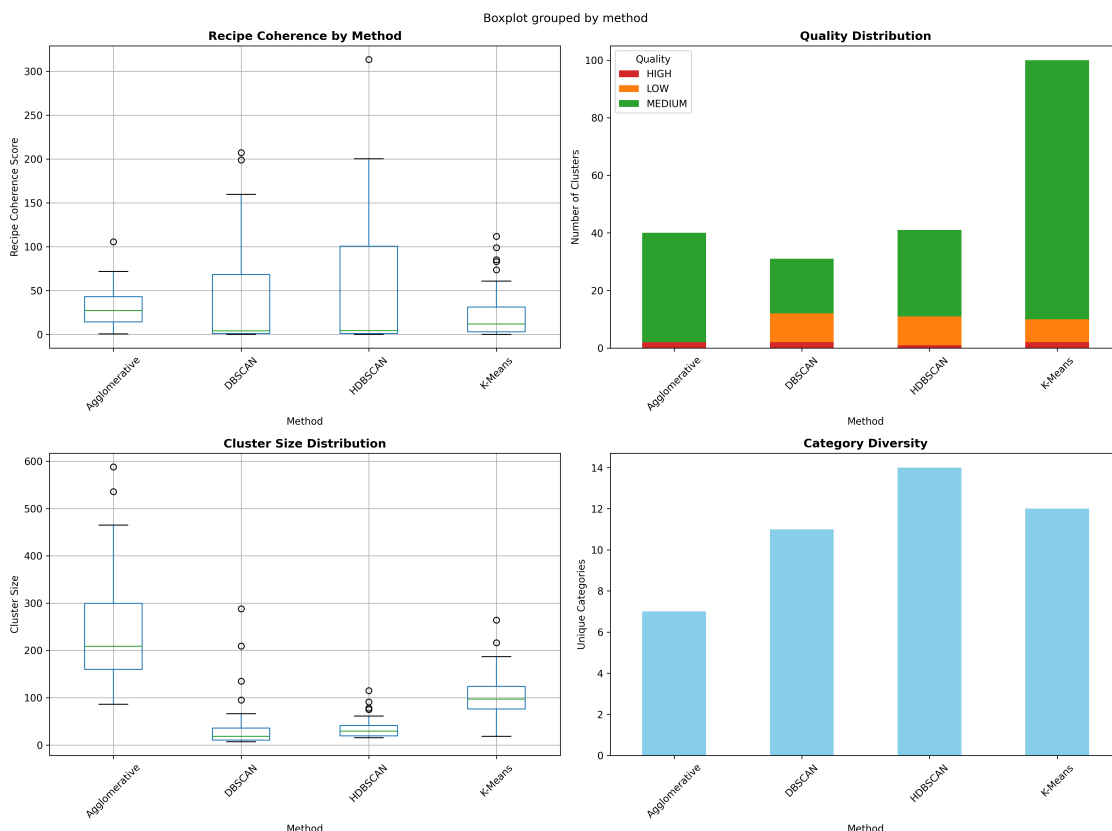 Boxplot grouped by method
Recipe Coherence by Method
Recipe Coherence Score
300
250
200
150
100
50
0
Agglomerative
DBSCAN
HDBSCAN
K-Means
Method
Quality Distribution
Quality
HIGH
LOW
MEDIUM
Number of Clusters
100
80
60
40
20
0
Agglomerative
DBSCAN
HDBSCAN
K-Means
Method
Cluster Size Distribution
Cluster Size
600
500
400
300
200
100
0
Agglomerative
DBSCAN
HDBSCAN
K-Means
Method
Category Diversity
Unique Categories
14
12
10
8
6
4
2
0
Agglomerative
DBSCAN
HDBSCAN
K-Means
Method